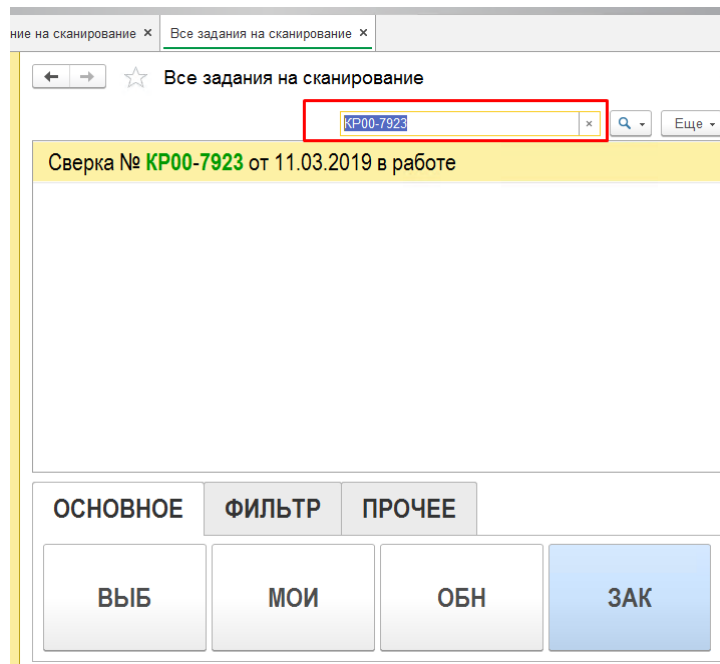 ние на сканирование × Все задания на сканирование ×
Все задания на сканирование
КР00-7923 × Еще
Сверка № КР00-7923 от 11.03.2019 в работе
ОСНОВНОЕ ФИЛЬТР ПРОЧЕЕ
ВЫБ МОИ ОБН ЗАК